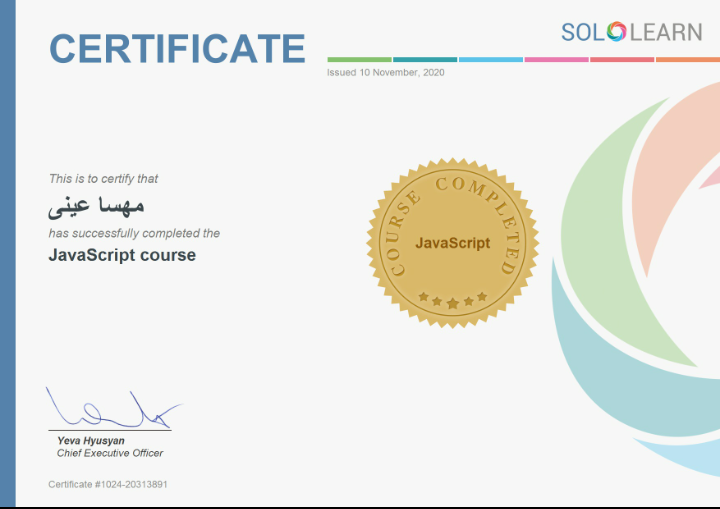 CERTIFICATE
SOLOLEARN
Issued 10 November, 2020
This is to certify that
مهسا عینی
has successfully completed the
JavaScript course
COURSE COMPLETED
JavaScript
Yeva Hyusyan
Chief Executive Officer
Certificate #1024-20313891